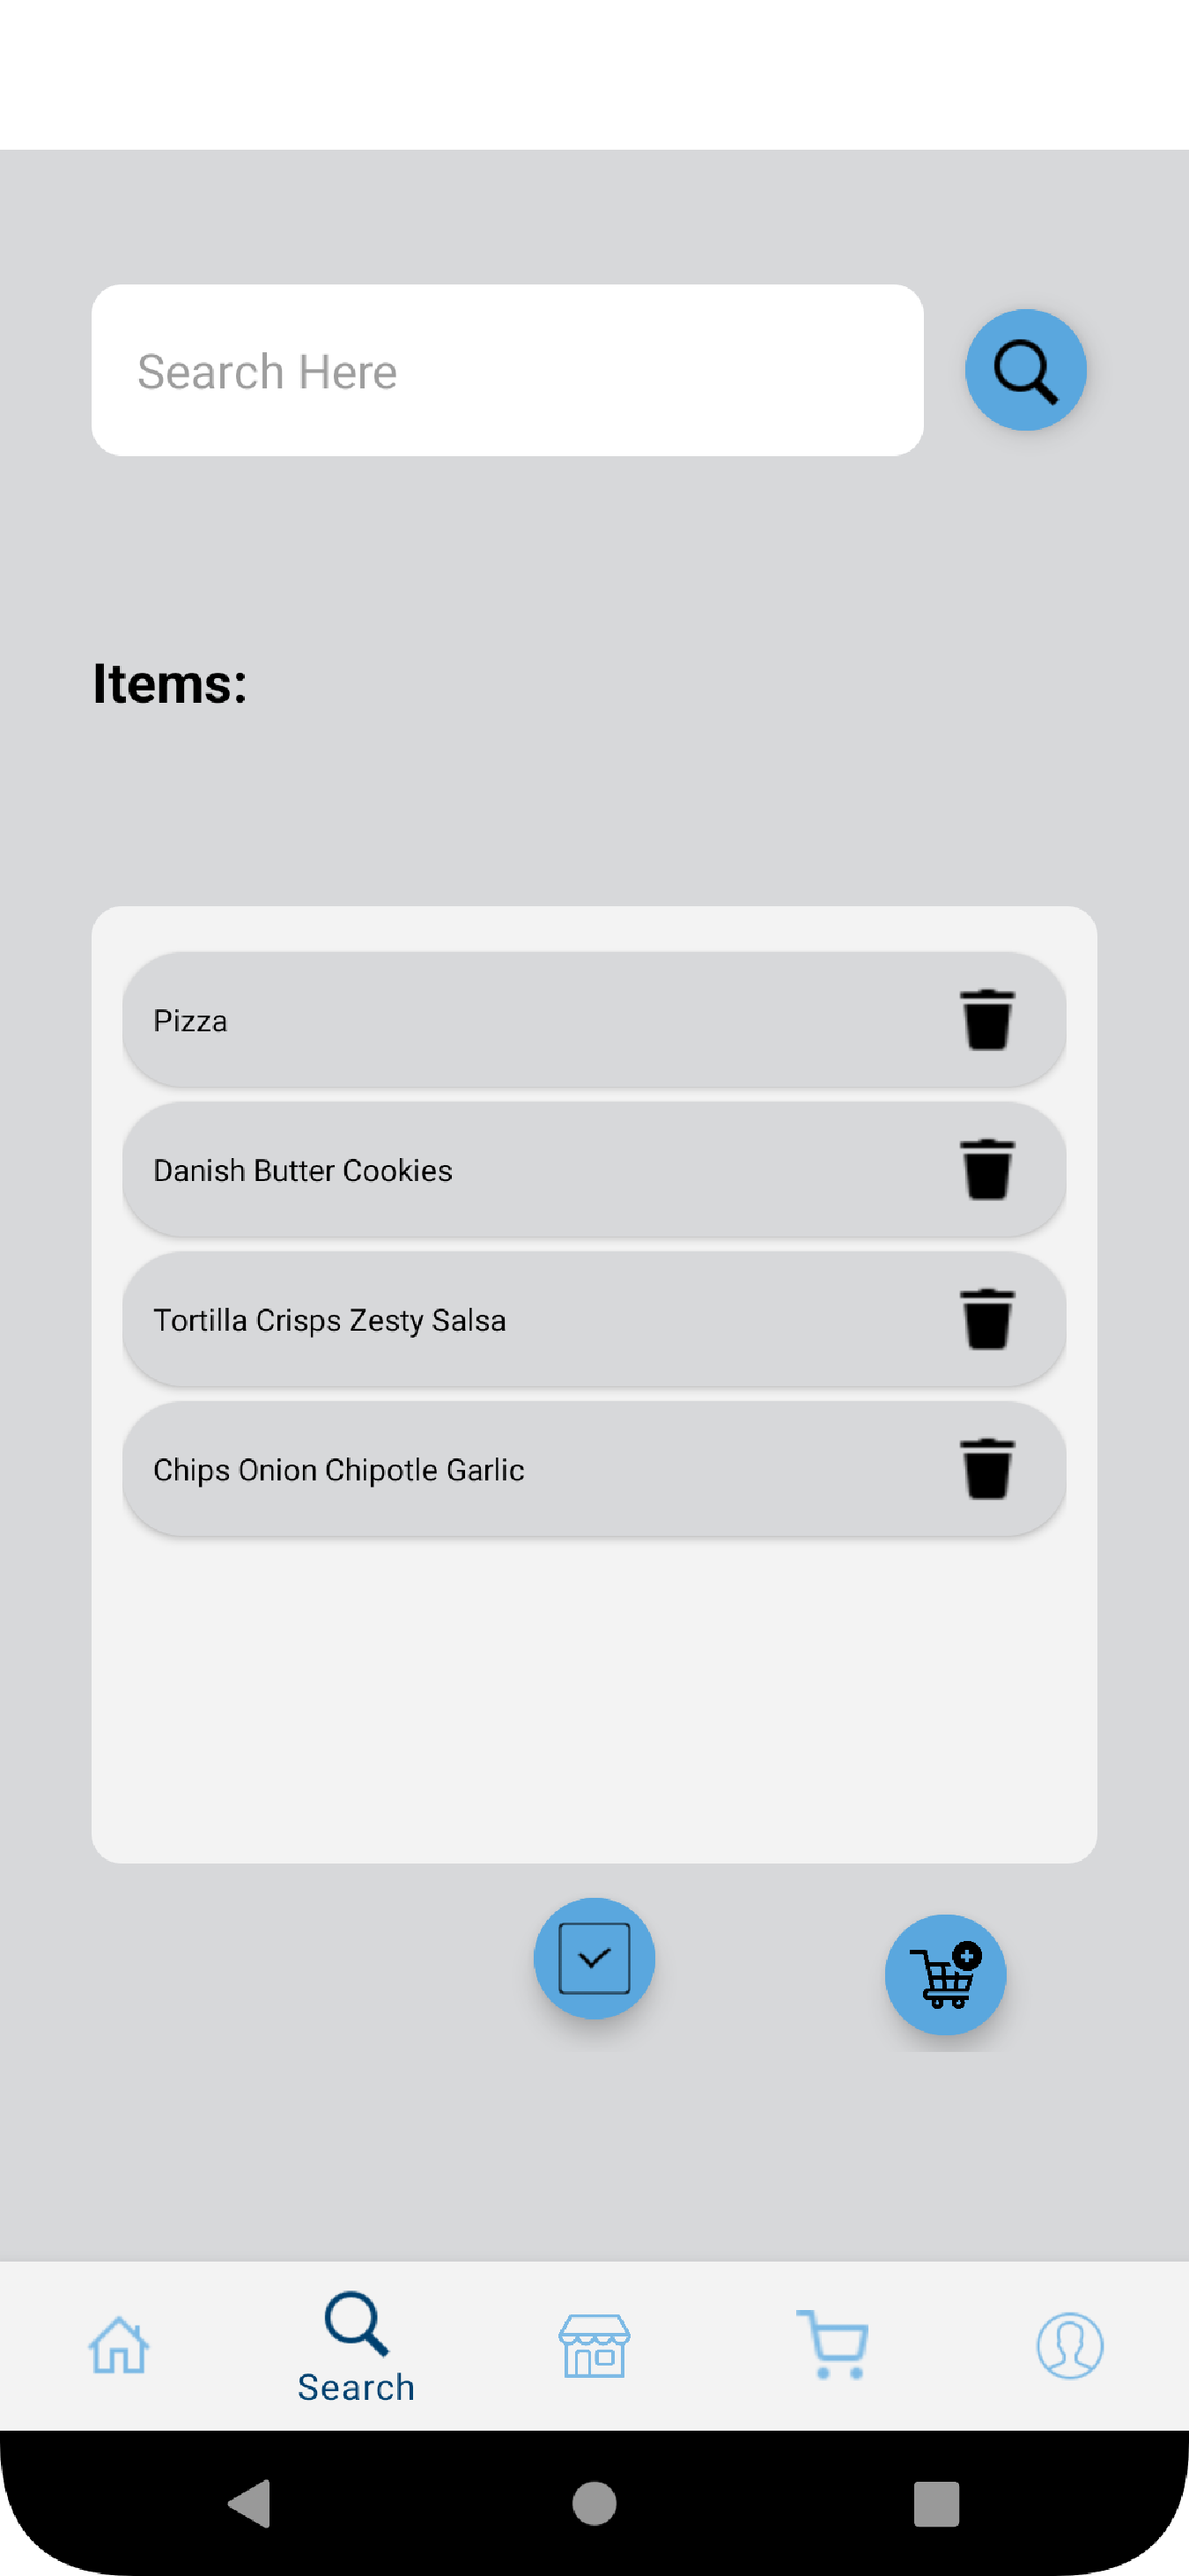 Search Here
Items:
Pizza
Danish Butter Cookies
Tortilla Crisps Zesty Salsa
Chips Onion Chipotle Garlic
Search